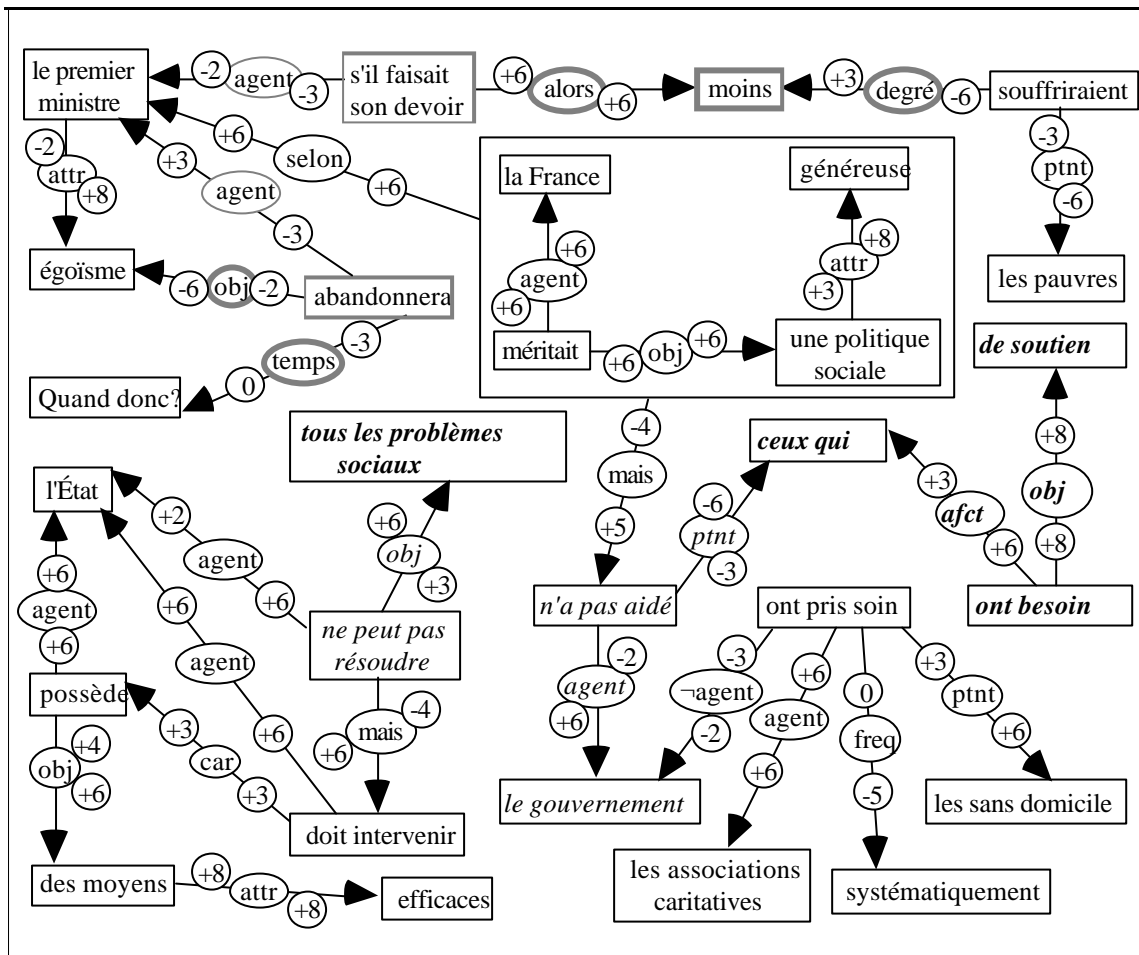 le premier
ministre
-2
agent
-3
s'il faisait
son devoir
+6
alors
+6
moins
+3
degré
-6
souffriraient
-3
ptnt
-6
les pauvres
-2
attr
+8
égoïsme
+6
selon
+6
+3
agent
-3
-6
obj
-2
abandonnera
-3
temps
0
Quand donc?
la France
+6
agent
+6
méritait
+6
obj
+6
généreuse
+8
attr
+3
une politique
sociale
-4
mais
+5
de soutien
+8
obj
+8
ceux qui
+3
afct
+6
ont besoin
-6
ptnt
-3
n'a pas aidé
-2
agent
+6
le gouvernement
tous les problèmes
sociaux
+6
obj
+3
l'État
+2
agent
+6
ne peut pas
résoudre
+6
agent
+6
+6
agent
+6
possède
+3
car
+3
-4
mais
+6
doit intervenir
+4
obj
+6
des moyens
+8
attr
+8
efficaces
ont pris soin
-3
¬agent
-2
+6
agent
+6
0
freq
-5
+3
ptnt
+6
les sans domicile
les associations
caritatives
systématiquement